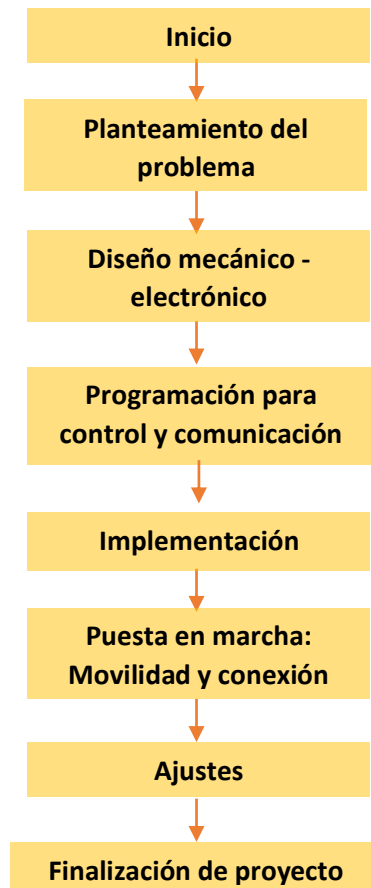 Inicio
Planteamiento del
problema
Diseño mecánico -
electrónico
Programación para
control y comunicación
Implementación
Puesta en marcha:
Movilidad y conexión
Ajustes
Finalización de proyecto